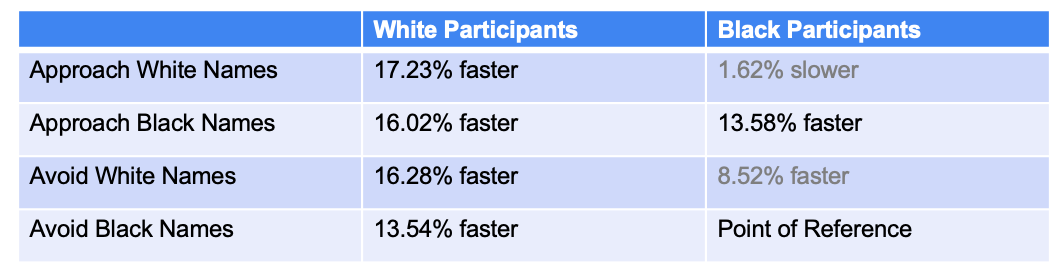 White Participants Black Participants
Approach White Names 17.23% faster 1.62% slower
Approach Black Names 16.02% faster 13.58% faster
Avoid White Names 16.28% faster 8.52% faster
Avoid Black Names 13.54% faster Point of Reference